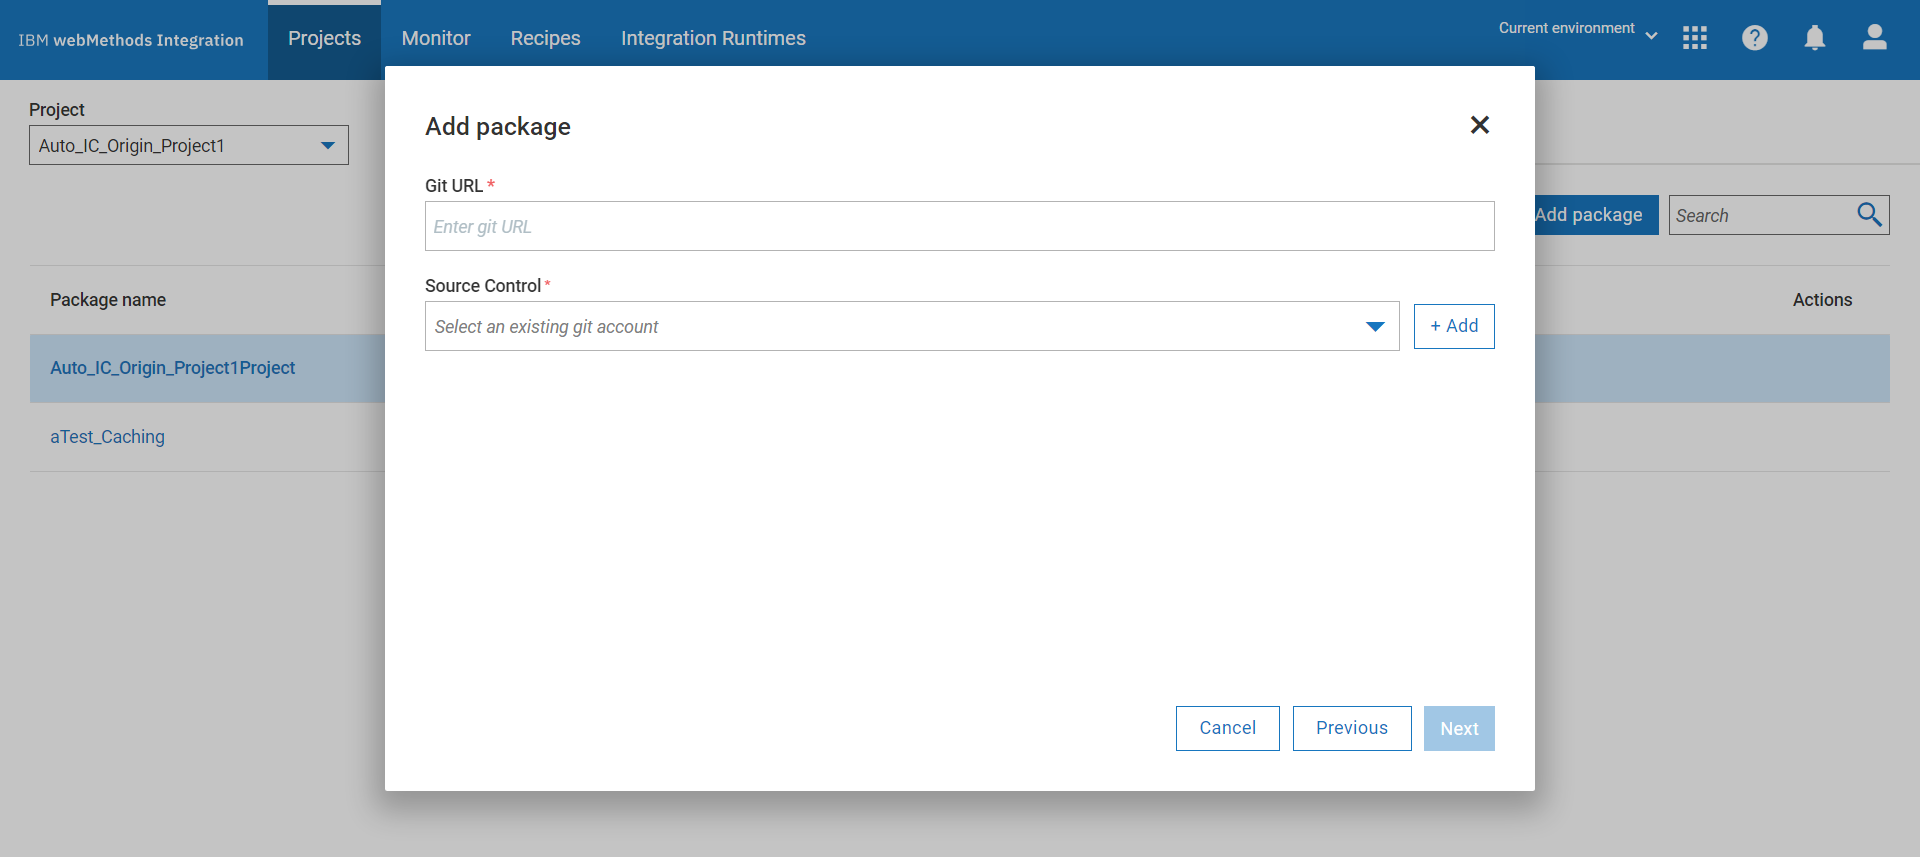 IBM webMethods Integration
Projects
Monitor
Recipes
Integration Runtimes
Current environment
Project
Auto_IC_Origin_Project1
Add package
Search
Package name
Actions
Auto_IC_Origin_Project1Project
aTest_Caching
Add package
Git URL *
Enter git URL
Source Control *
Select an existing git account
+ Add
Cancel
Previous
Next